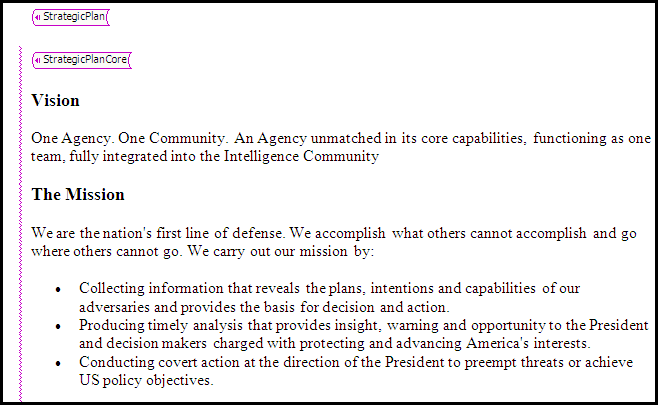 StrategicPlan
StrategicPlanCore
Vision
One Agency. One Community. An Agency unmatched in its core capabilities, functioning as one
team, fully integrated into the Intelligence Community
The Mission
We are the nation's first line of defense. We accomplish what others cannot accomplish and go
where others cannot go. We carry out our mission by:
• Collecting information that reveals the plans, intentions and capabilities of our
adversaries and provides the basis for decision and action.
• Producing timely analysis that provides insight, warning and opportunity to the President
and decision makers charged with protecting and advancing America's interests.
• Conducting covert action at the direction of the President to preempt threats or achieve
US policy objectives.